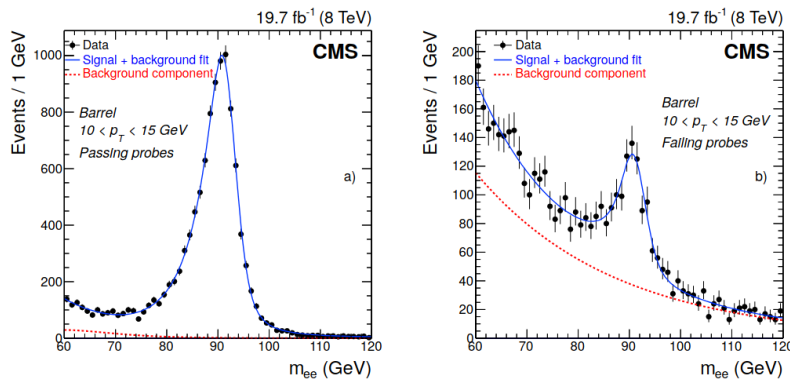 19.7 fb⁻¹ (8 TeV)
CMS
Data
Signal + background fit
Background component
Barrel
10 < p_T < 15 GeV
Passing probes
a)
Events / 1 GeV
1000
800
600
400
200
0
60 70 80 90 100 110 120
m_ee (GeV)
19.7 fb⁻¹ (8 TeV)
CMS
Data
Signal + background fit
Background component
Barrel
10 < p_T < 15 GeV
Failing probes
b)
Events / 1 GeV
200
180
160
140
120
100
80
60
40
20
0
60 70 80 90 100 110 120
m_ee (GeV)